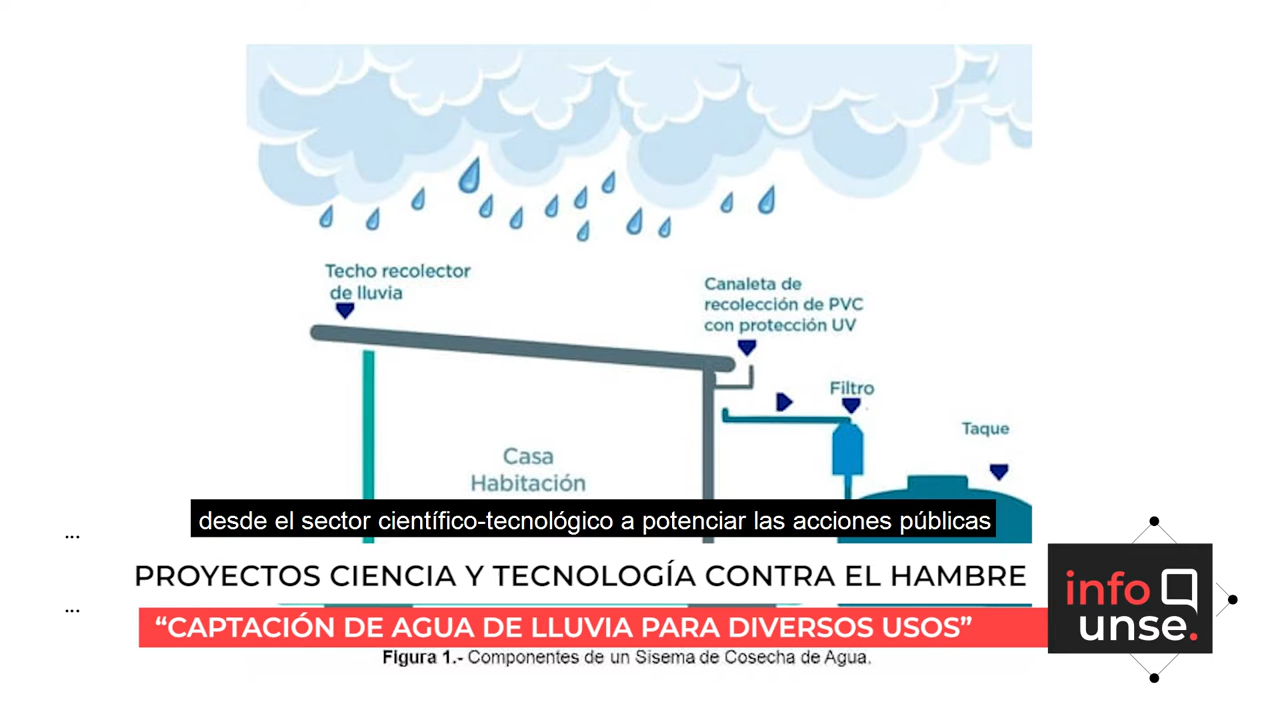 Techo recolector
de lluvia
Canaleta de
recolección de PVC
con protección UV
Filtro
Taque
Casa
Habitación
desde el sector científico-tecnológico a potenciar las acciones públicas
...
PROYECTOS CIENCIA Y TECNOLOGÍA CONTRA EL HAMBRE
...
“CAPTACIÓN DE AGUA DE LLUVIA PARA DIVERSOS USOS”
info
unse.
Figura 1.- Componentes de un Sisema de Cosecha de Agua.